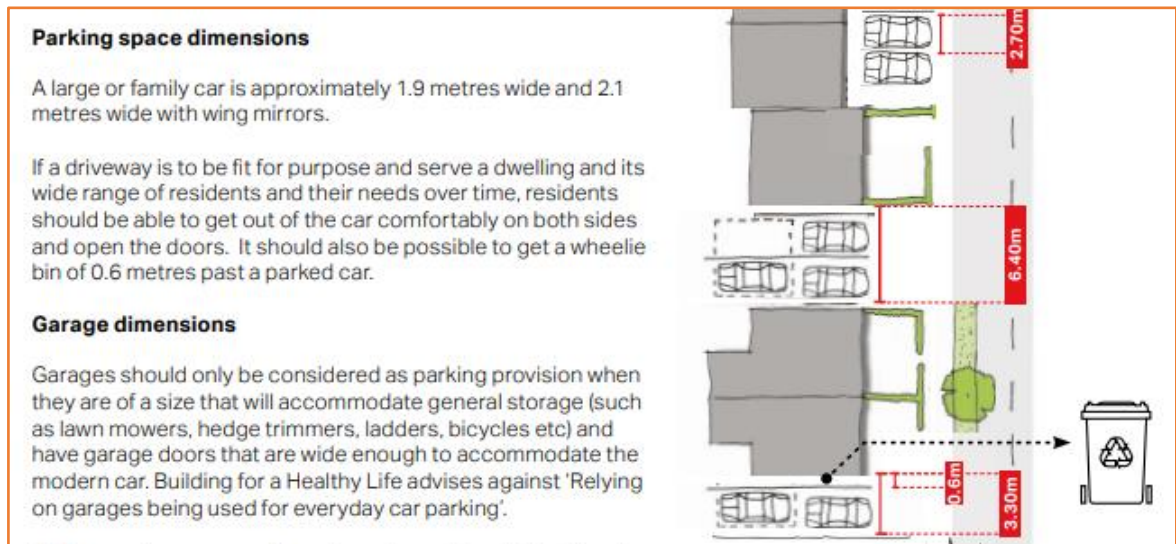 Parking space dimensions
A large or family car is approximately 1.9 metres wide and 2.1
metres wide with wing mirrors.
If a driveway is to be fit for purpose and serve a dwelling and its
wide range of residents and their needs over time, residents
should be able to get out of the car comfortably on both sides
and open the doors. It should also be possible to get a wheelie
bin of 0.6 metres past a parked car.
Garage dimensions
Garages should only be considered as parking provision when
they are of a size that will accommodate general storage (such
as lawn mowers, hedge trimmers, ladders, bicycles etc) and
have garage doors that are wide enough to accommodate the
modern car. Building for a Healthy Life advises against ‘Relying
on garages being used for everyday car parking’.
2.70m
6.40m
0.6m
3.30m